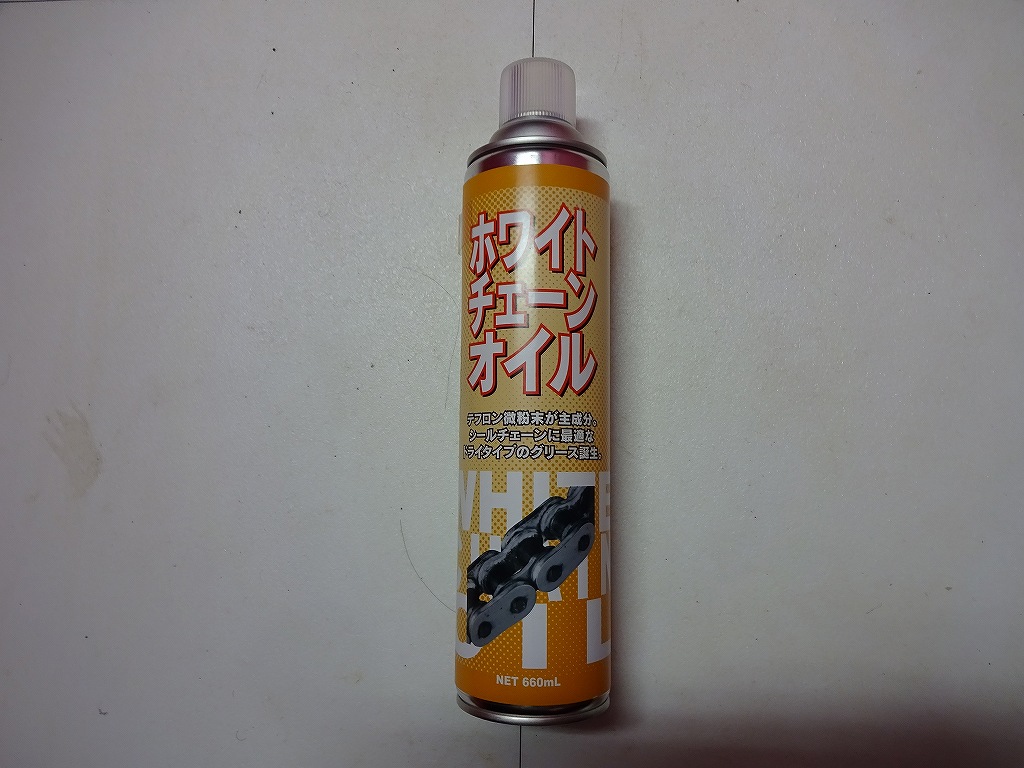 ホワイト
チェーン
オイル
テフロン微粉末が主成分。
シールチェーンに最適な
ドライタイプのグリース誕生。
WHITE
OIL
NET 660mL